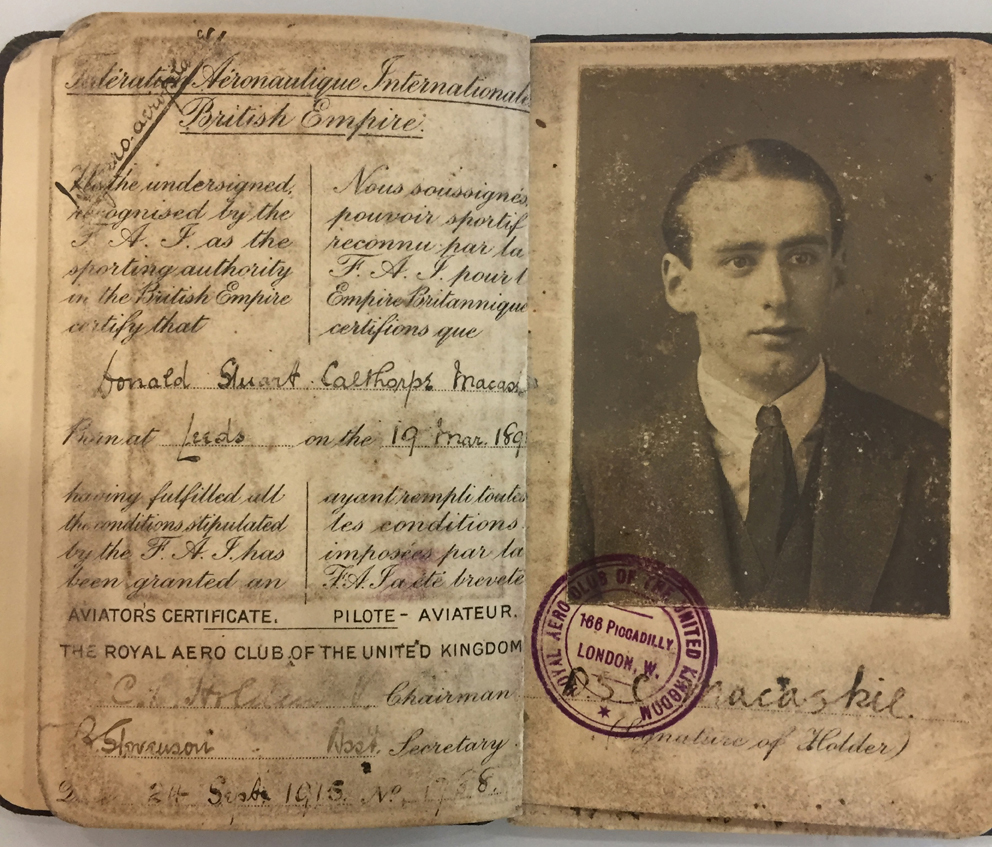 Fédération Aéronautique Internationale
British Empire.
We the undersigned,
recognised by the
F. A. I. as the
sporting authority
in the British Empire
certify that
Nous soussignés
pouvoir sportif
reconnu par la
F. A. I. pour l
Empire Britannique
certifions que
Donald Stuart Calthorpe Macas
Born at Leeds on the 19 Mar. 189
having fulfilled all
the conditions stipulated
by the F. A. I. has
been granted an
ayant rempli toutes
les conditions
imposées par la
F.A.I a été breveté
AVIATOR'S CERTIFICATE. PILOTE - AVIATEUR.
THE ROYAL AERO CLUB OF THE UNITED KINGDOM
Chairman
Stevenson Asst. Secretary
24 Sept. 1915. No.
ROYAL AERO CLUB OF THE UNITED KINGDOM
166 PICCADILLY
LONDON, W.
D S C Macaskie.
(Signature of Holder)